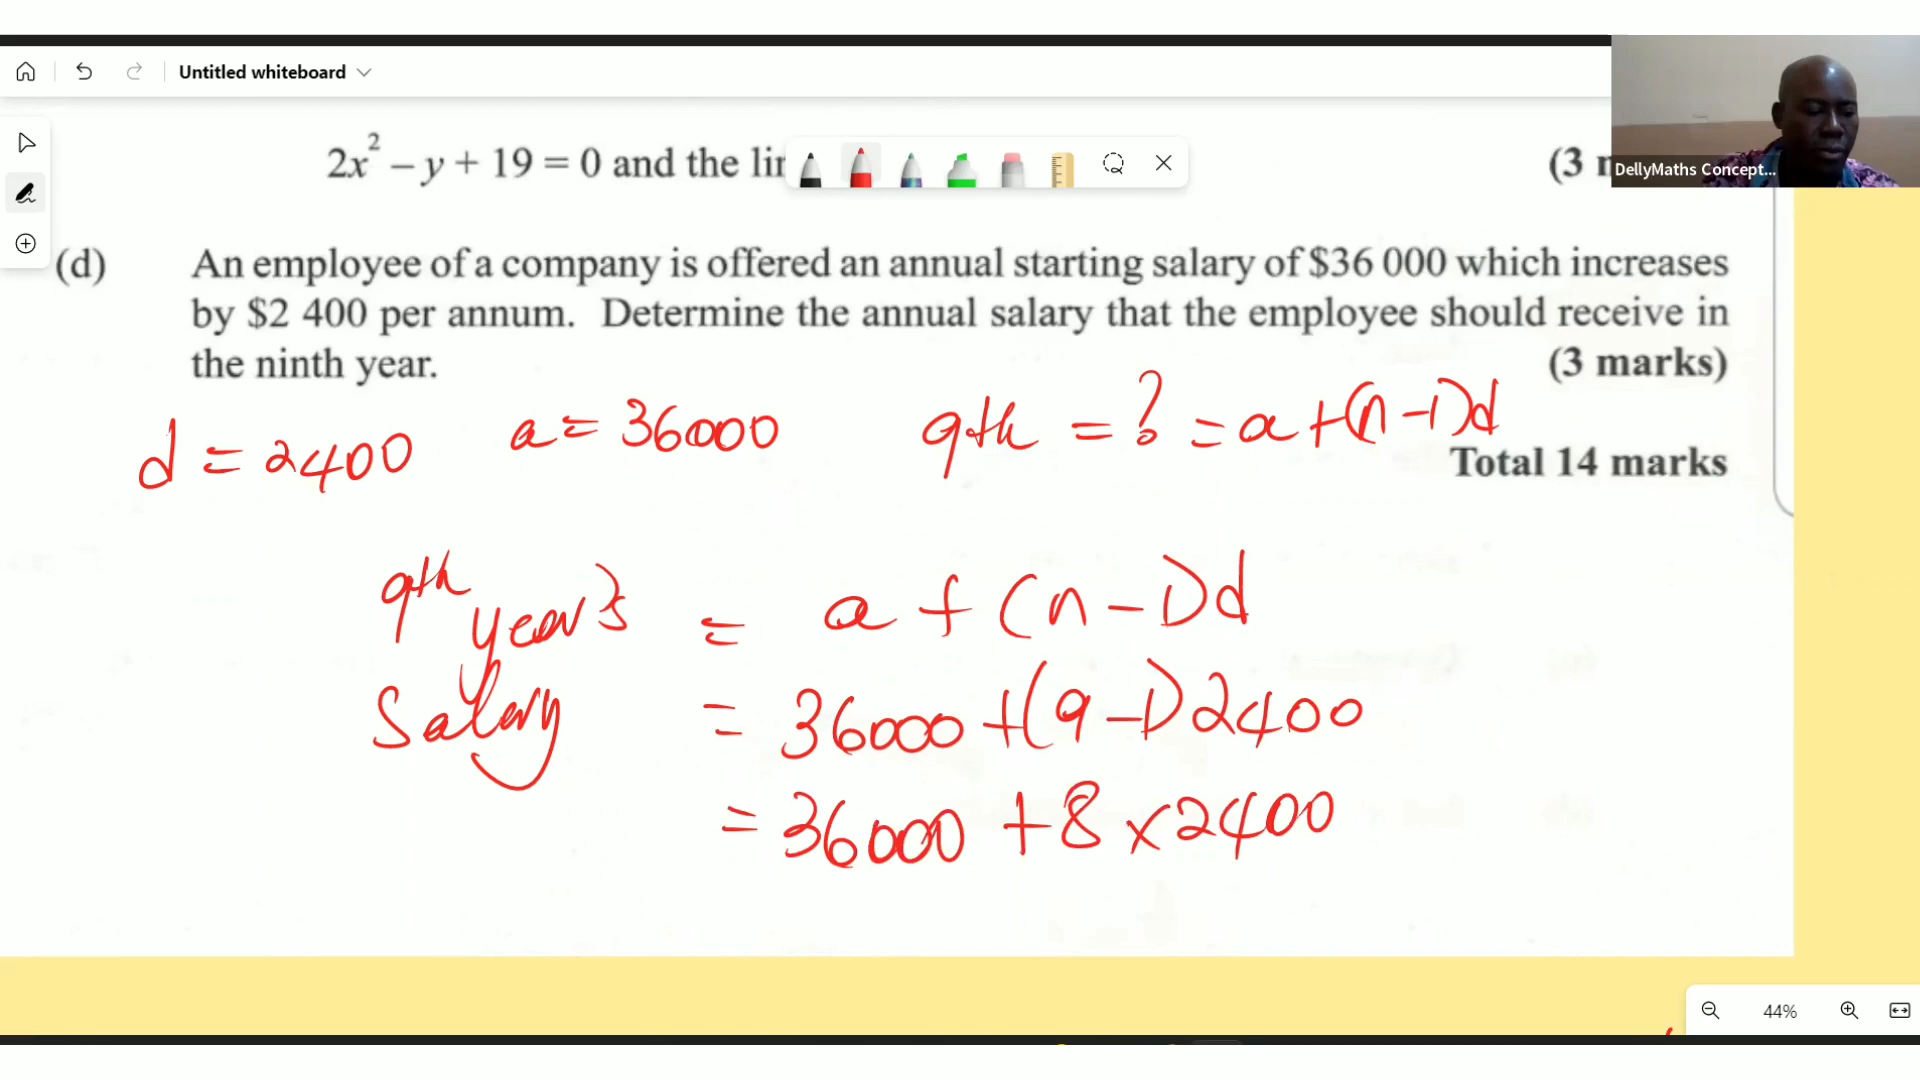 Untitled whiteboard
2x² – y + 19 = 0 and the lin
(3 m
DellyMaths Concept...
(d) An employee of a company is offered an annual starting salary of $36 000 which increases
by $2 400 per annum. Determine the annual salary that the employee should receive in
the ninth year.
(3 marks)
d = 2400 a = 36000 9th = ? = a + (n - 1)d
Total 14 marks
9th year's salary = a + (n - 1)d
= 36000 + (9 - 1) 2400
= 36000 + 8 × 2400
44%